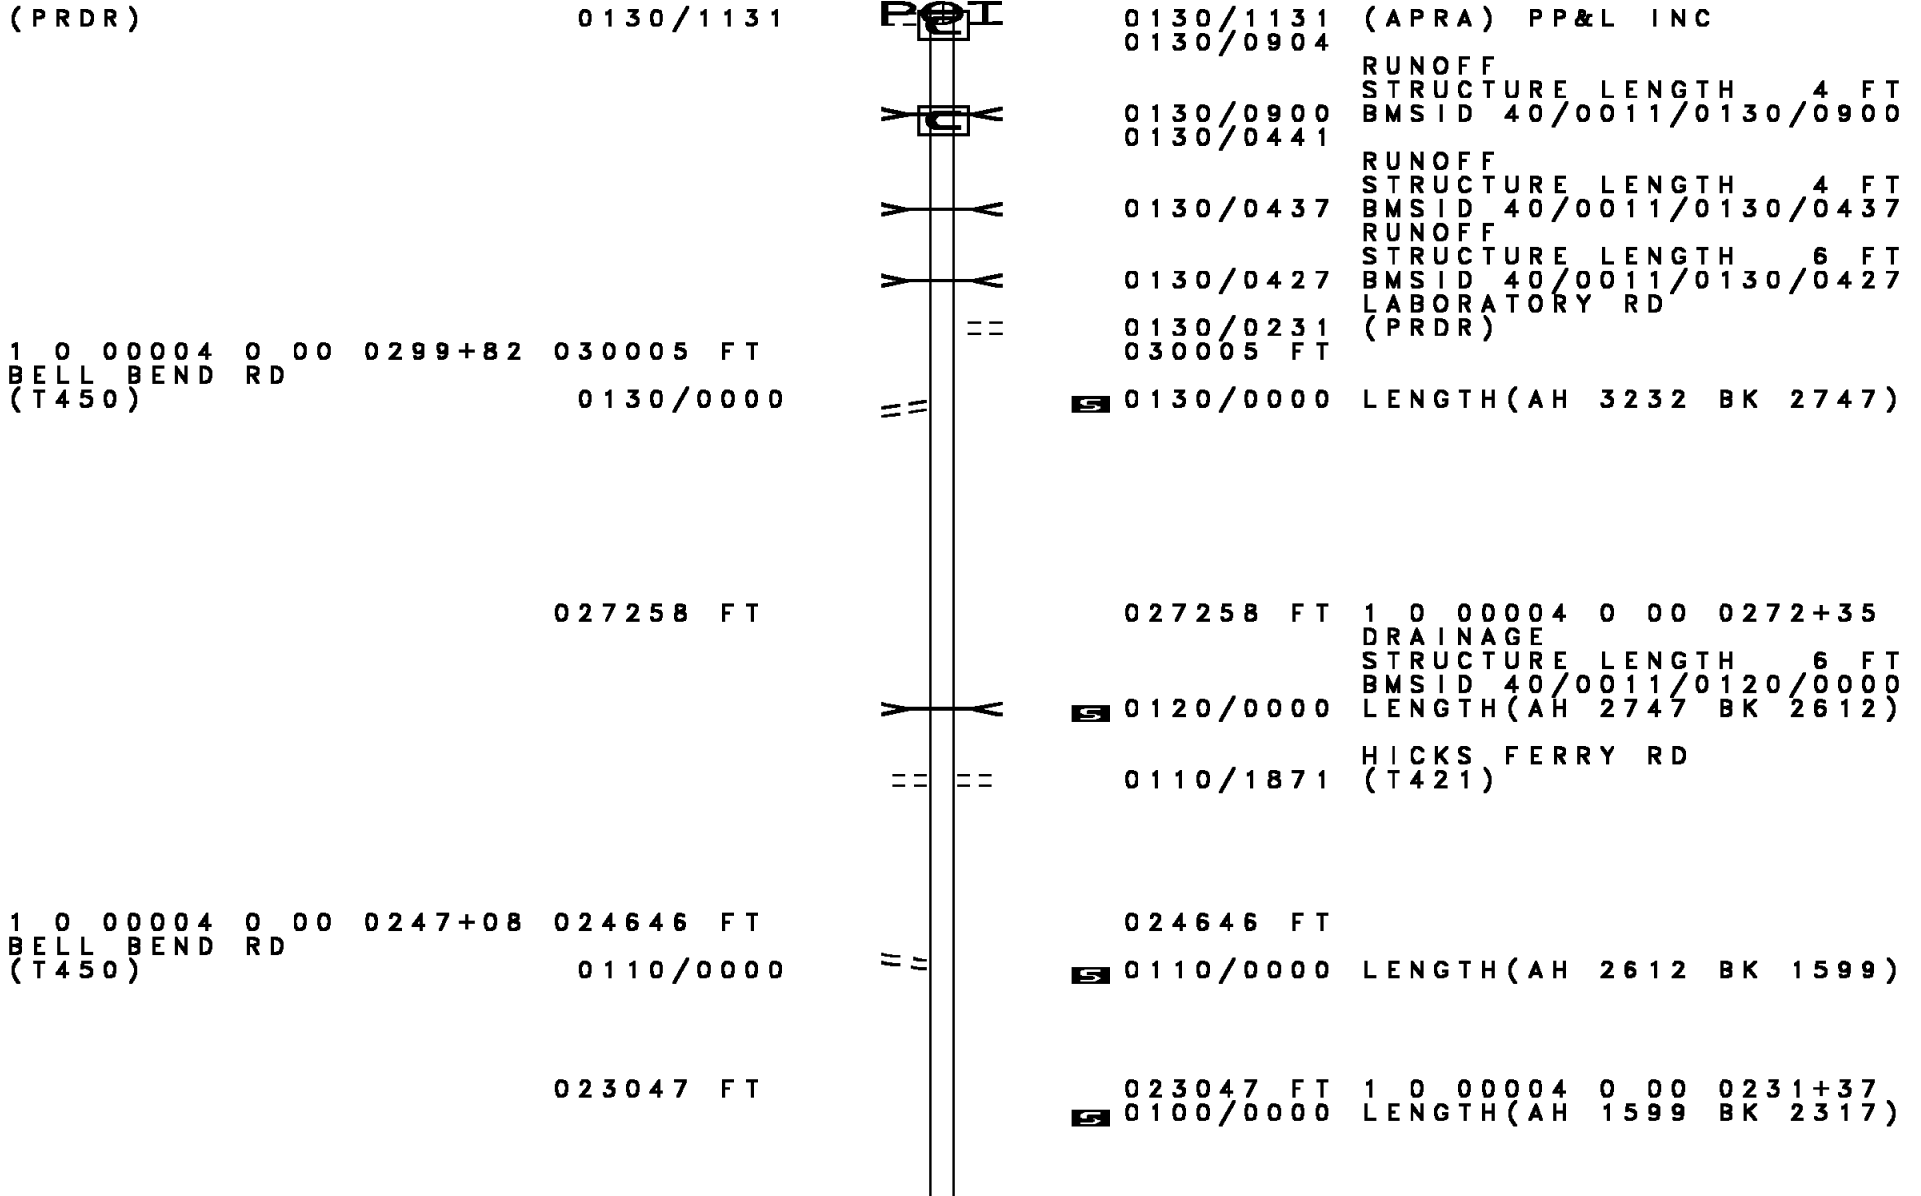 (PRDR) 0130/1131 POI 0130/1131 (APRA) PP&L INC
0130/0904
RUNOFF
STRUCTURE LENGTH 4 FT
C 0130/0900 BMSID 40/0011/0130/0900
0130/0441
RUNOFF
STRUCTURE LENGTH 4 FT
0130/0437 BMSID 40/0011/0130/0437
RUNOFF
STRUCTURE LENGTH 6 FT
0130/0427 BMSID 40/0011/0130/0427
LABORATORY RD
0130/0231 (PRDR)
1 0 00004 0 00 0299+82 030005 FT 030005 FT
BELL BEND RD
(T450) 0130/0000 S 0130/0000 LENGTH(AH 3232 BK 2747)
027258 FT 027258 FT 1 0 00004 0 00 0272+35
DRAINAGE
STRUCTURE LENGTH 6 FT
BMSID 40/0011/0120/0000
S 0120/0000 LENGTH(AH 2747 BK 2612)
HICKS FERRY RD
0110/1871 (T421)
1 0 00004 0 00 0247+08 024646 FT 024646 FT
BELL BEND RD
(T450) 0110/0000 S 0110/0000 LENGTH(AH 2612 BK 1599)
023047 FT 023047 FT 1 0 00004 0 00 0231+37
S 0100/0000 LENGTH(AH 1599 BK 2317)